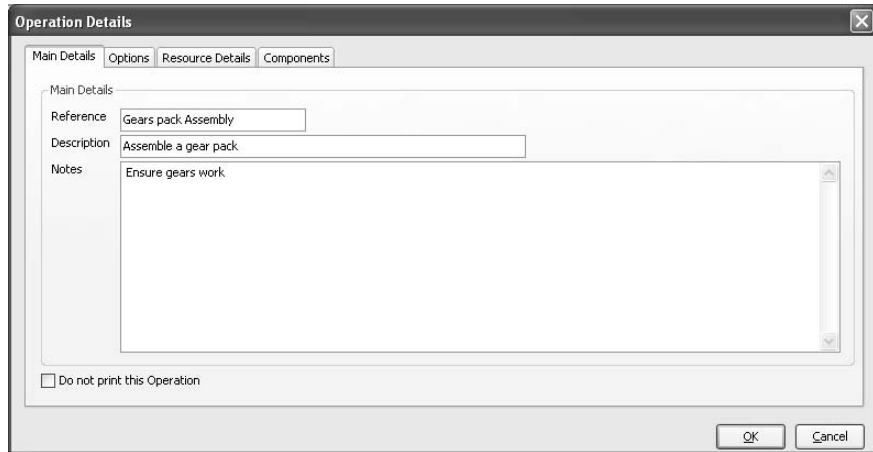 Operation Details
Main Details Options Resource Details Components
Main Details
Reference Gears pack Assembly
Description Assemble a gear pack
Notes Ensure gears work
Do not print this Operation
OK Cancel